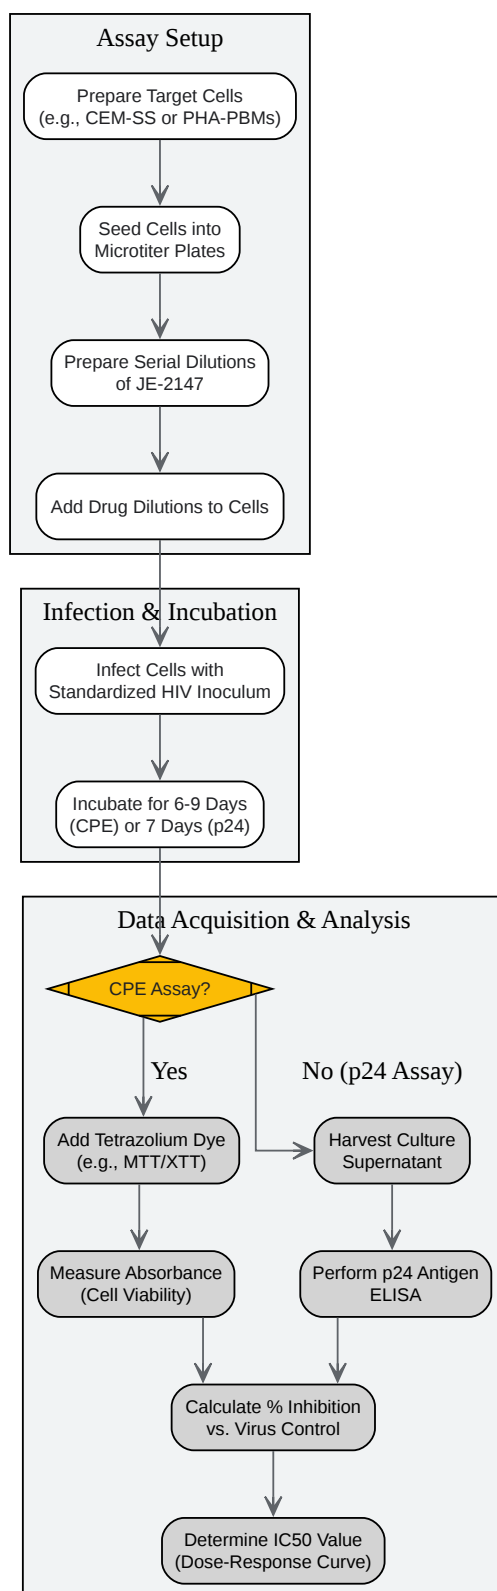 Assay Setup
Prepare Target Cells
(e.g., CEM-SS or PHA-PBMs)
Seed Cells into
Microtiter Plates
Prepare Serial Dilutions
of JE-2147
Add Drug Dilutions to Cells
Infection & Incubation
Infect Cells with
Standardized HIV Inoculum
Incubate for 6-9 Days
(CPE) or 7 Days (p24)
Data Acquisition & Analysis
CPE Assay?
Yes
No (p24 Assay)
Add Tetrazolium Dye
(e.g., MTT/XTT)
Harvest Culture
Supernatant
Measure Absorbance
(Cell Viability)
Perform p24 Antigen
ELISA
Calculate % Inhibition
vs. Virus Control
Determine IC50 Value
(Dose-Response Curve)